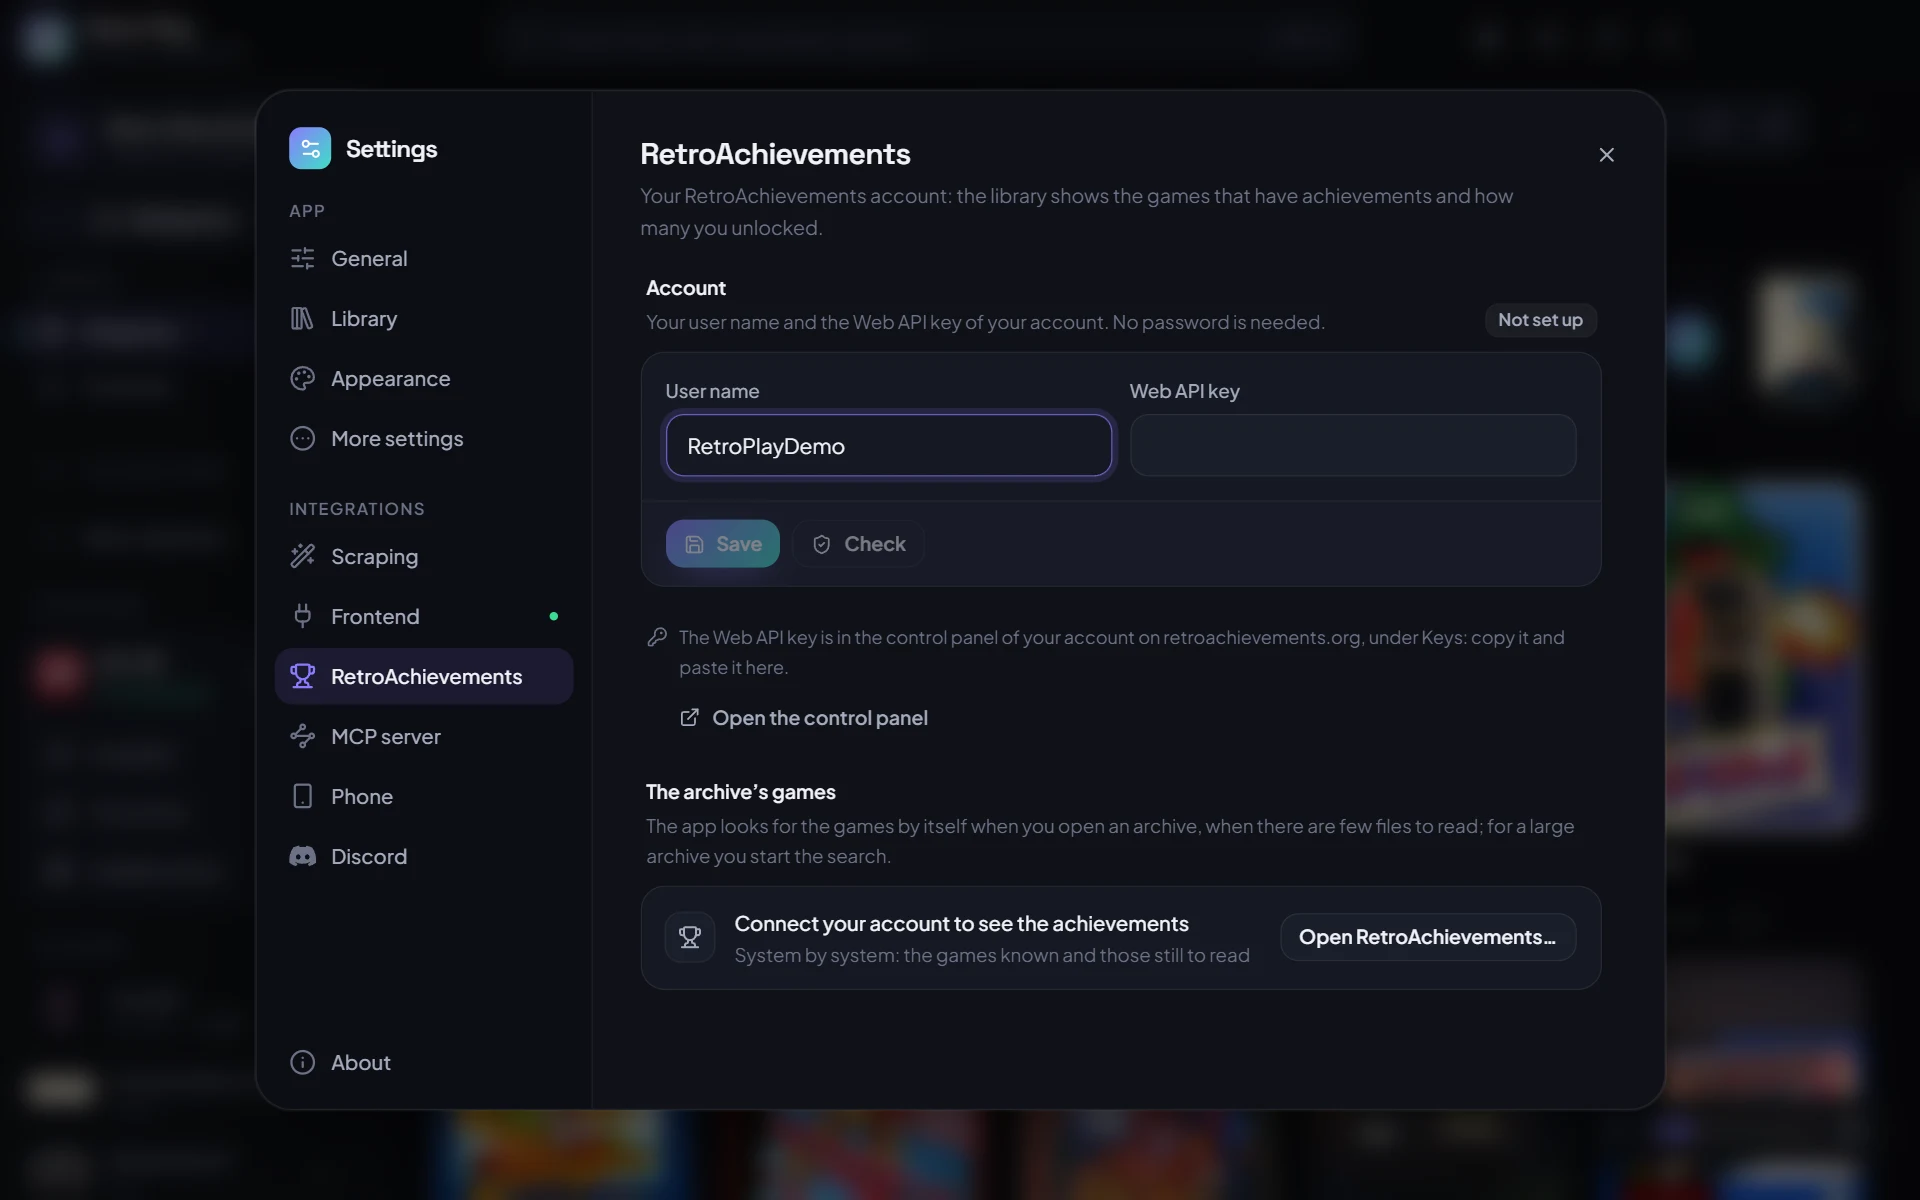 Settings
APP
General
Library
Appearance
More settings
INTEGRATIONS
Scraping
Frontend
RetroAchievements
MCP server
Phone
Discord
About
RetroAchievements
Your RetroAchievements account: the library shows the games that have achievements and how
many you unlocked.
Account
Your user name and the Web API key of your account. No password is needed.
Not set up
User name
Web API key
RetroPlayDemo
Save
Check
The Web API key is in the control panel of your account on retroachievements.org, under Keys: copy it and
paste it here.
Open the control panel
The archive’s games
The app looks for the games by itself when you open an archive, when there are few files to read; for a large
archive you start the search.
Connect your account to see the achievements
System by system: the games known and those still to read
Open RetroAchievements…